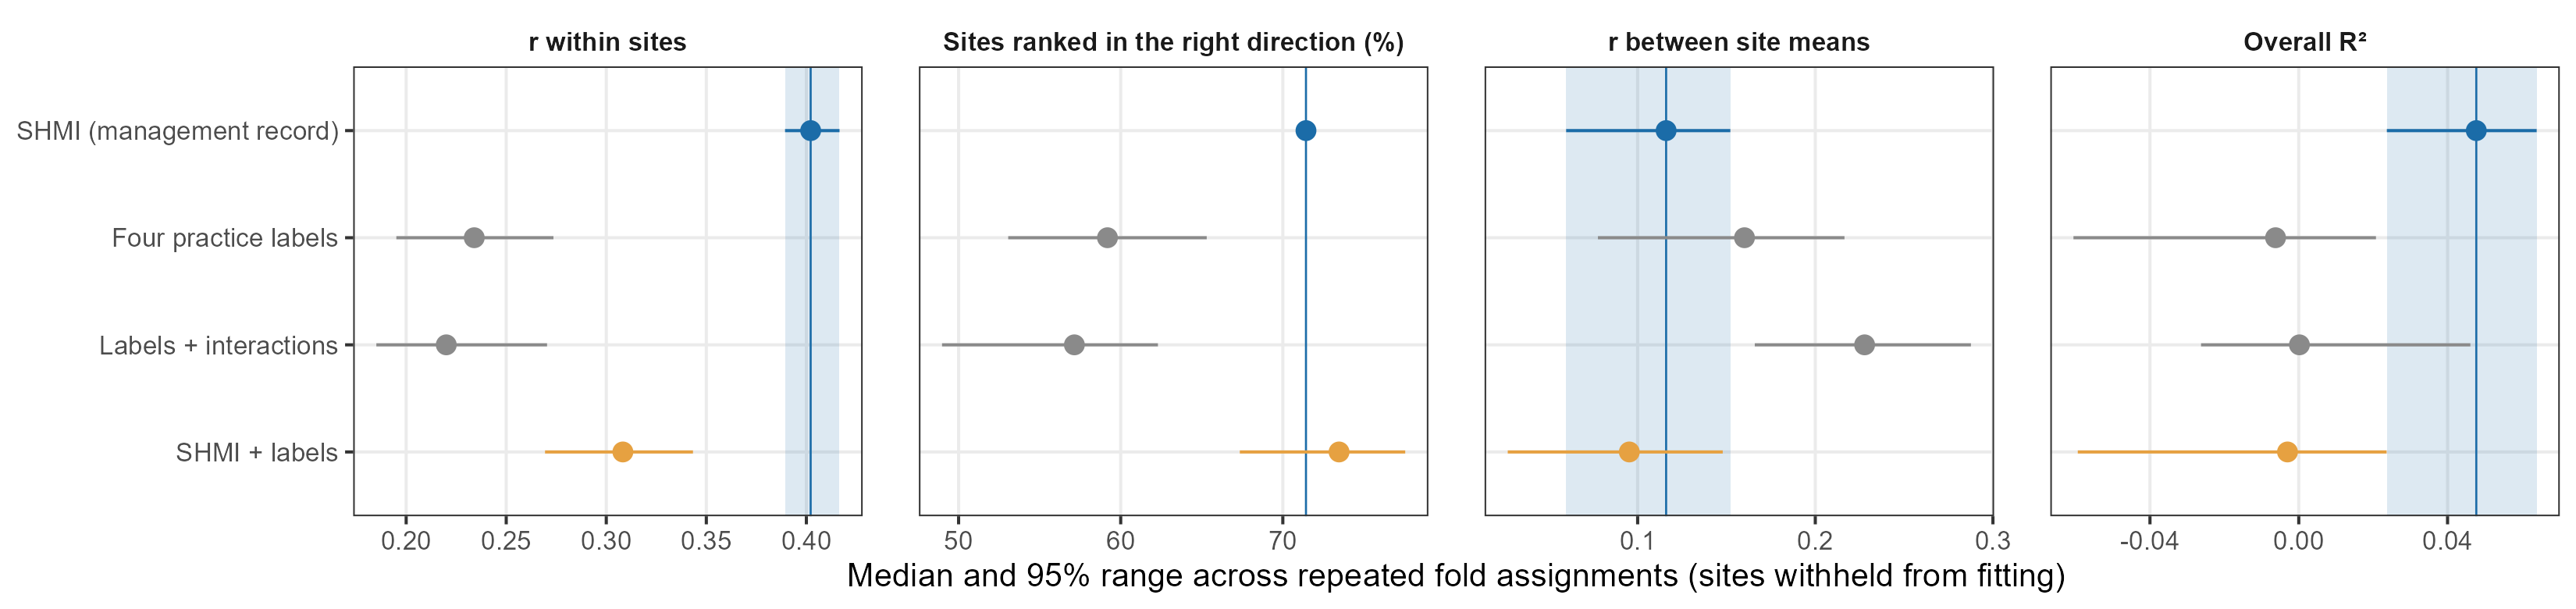 r within sites
Sites ranked in the right direction (%)
r between site means
Overall R²
SHMI (management record)
Four practice labels
Labels + interactions
SHMI + labels
0.20 0.25 0.30 0.35 0.40
50 60 70
0.1 0.2 0.3
-0.04 0.00 0.04
Median and 95% range across repeated fold assignments (sites withheld from fitting)